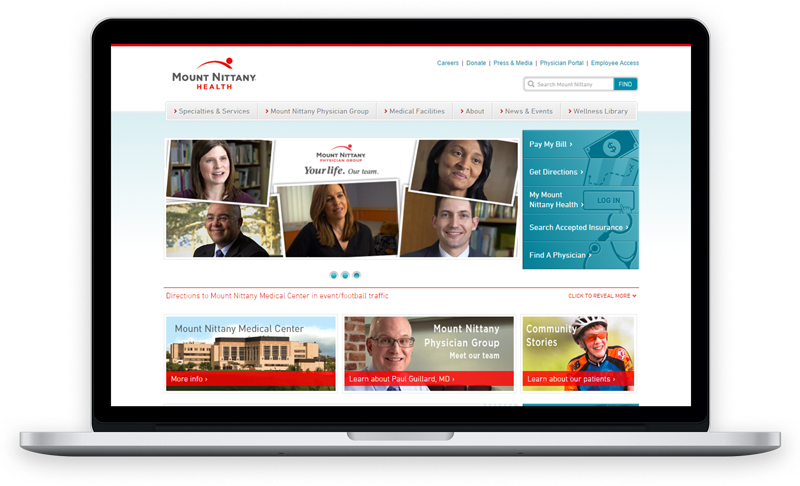 Careers | Donate | Press & Media | Physician Portal | Employee Access
MOUNT NITTANY
HEALTH
Search Mount Nittany
FIND
Specialties & Services
Mount Nittany Physician Group
Medical Facilities
About
News & Events
Wellness Library
MOUNT NITTANY
PHYSICIAN GROUP
Your life. Our team.
Pay My Bill ›
Get Directions ›
My Mount
Nittany Health ›
LOG IN
Search Accepted Insurance ›
Find A Physician ›
Directions to Mount Nittany Medical Center in event/football traffic
CLICK TO REVEAL MORE
Mount Nittany Medical Center
More info ›
Mount Nittany
Physician Group
Meet our team
Learn about Paul Guillard, MD ›
Community
Stories
Learn about our patients ›